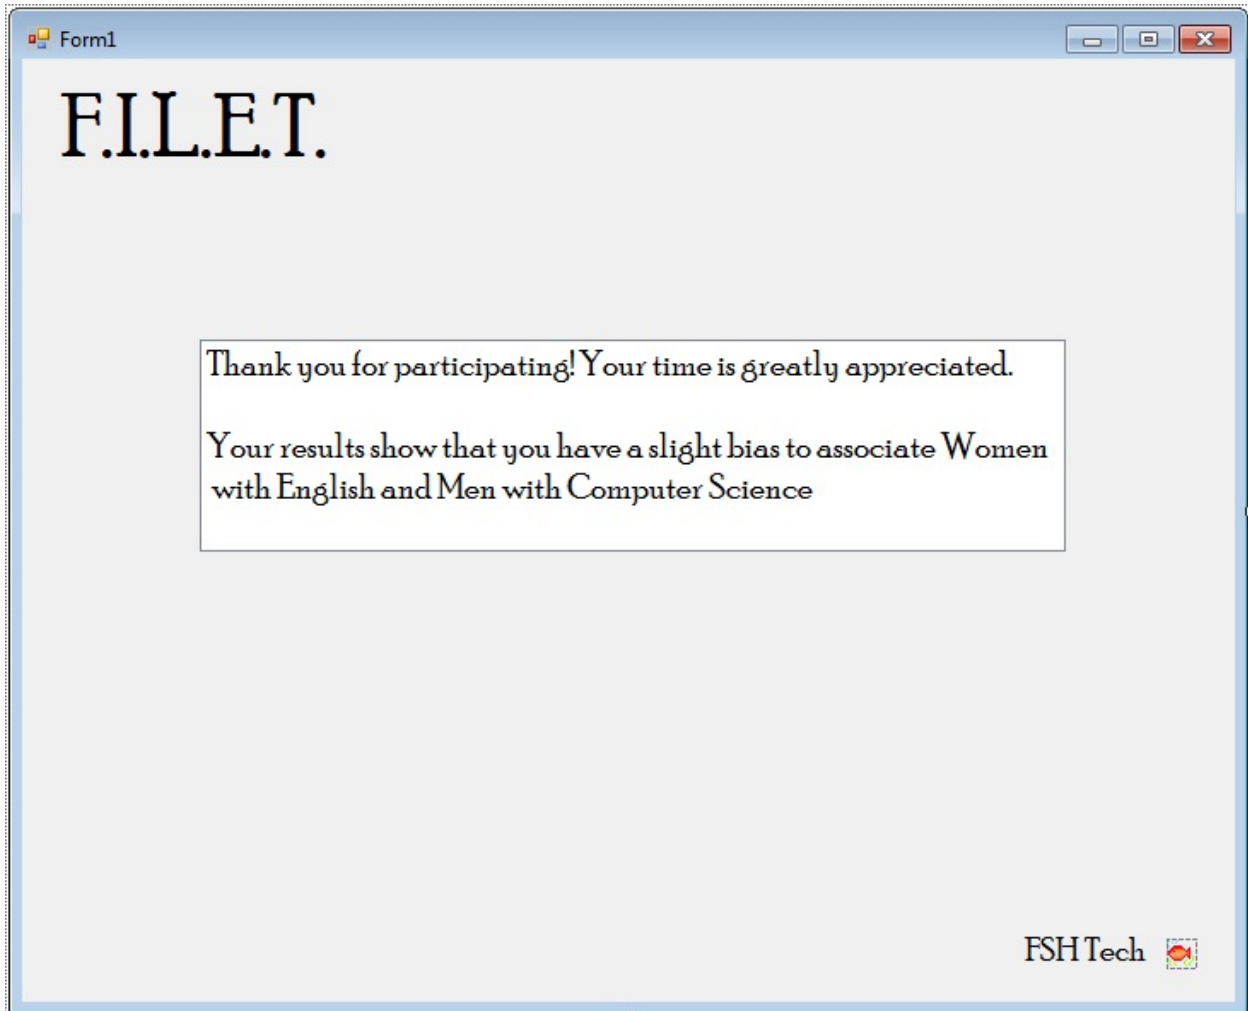 Form1
F.I.L.E.T.
Thank you for participating! Your time is greatly appreciated.
Your results show that you have a slight bias to associate Women
with English and Men with Computer Science
FSH Tech